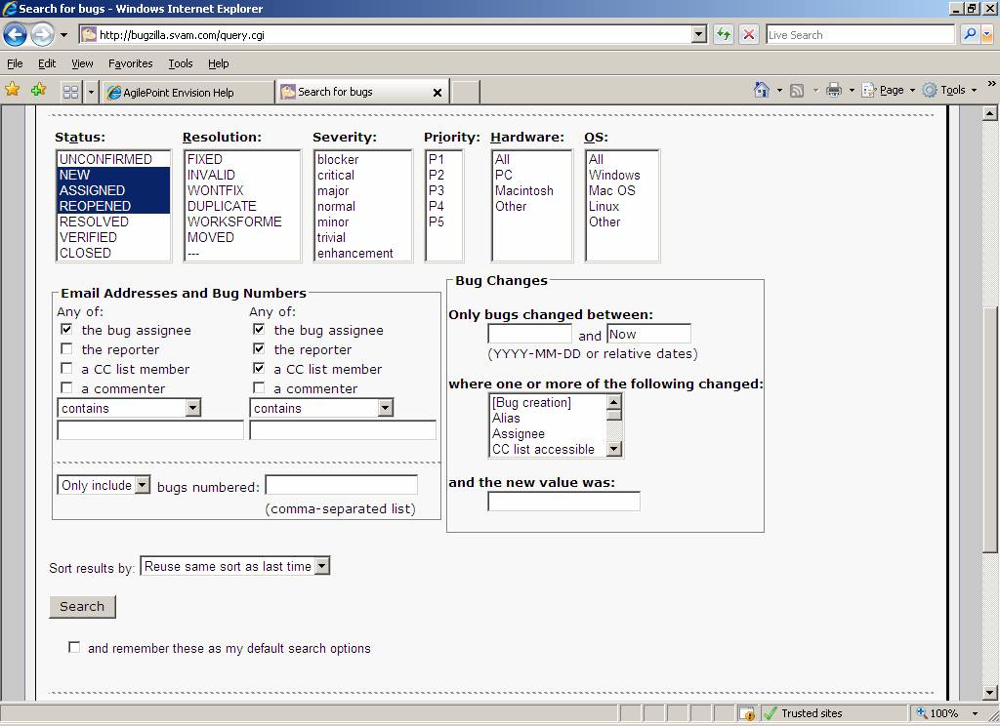 Search for bugs - Windows Internet Explorer
http://bugzilla.svam.com/query.cgi
Live Search
File Edit View Favorites Tools Help
AgilePoint Envision Help
Search for bugs
Page Tools »
Status: Resolution: Severity: Priority: Hardware: OS:
UNCONFIRMED FIXED blocker P1 All All
NEW INVALID critical P2 PC Windows
ASSIGNED WONTFIX major P3 Macintosh Mac OS
REOPENED DUPLICATE normal P4 Other Linux
RESOLVED WORKSFORME minor P5 Other
VERIFIED MOVED trivial
CLOSED --- enhancement
Email Addresses and Bug Numbers
Any of: Any of:
the bug assignee the bug assignee
the reporter the reporter
a CC list member a CC list member
a commenter a commenter
contains contains
Only include bugs numbered:
(comma-separated list)
Bug Changes
Only bugs changed between:
and Now
(YYYY-MM-DD or relative dates)
where one or more of the following changed:
[Bug creation]
Alias
Assignee
CC list accessible
and the new value was:
Sort results by: Reuse same sort as last time
Search
and remember these as my default search options
Trusted sites 100%